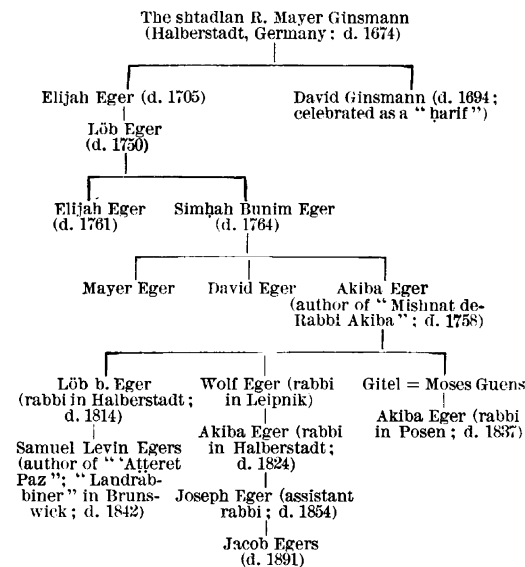 The shtadlan R. Mayer Ginsmann
(Halberstadt, Germany; d. 1674)
Elijah Eger (d. 1705)
David Ginsmann (d. 1694;
celebrated as a "ḥarif")
Löb Eger
(d. 1750)
Elijah Eger
(d. 1761)
Simḥah Bunim Eger
(d. 1764)
Mayer Eger
David Eger
Akiba Eger
(author of "Mishnat de-
Rabbi Akiba"; d. 1758)
Löb b. Eger
(rabbi in Halberstadt;
d. 1814)
Samuel Levin Egers
(author of "'Aṭṭeret
Paz"; "Landräb-
biner" in Bruns-
wick; d. 1842)
Wolf Eger (rabbi
in Leipnik)
Akiba Eger (rabbi
in Halberstadt;
d. 1824)
Joseph Eger (assistant
rabbi; d. 1854)
Jacob Egers
(d. 1891)
Gitel = Moses Guens
Akiba Eger (rabbi
in Posen; d. 1837)